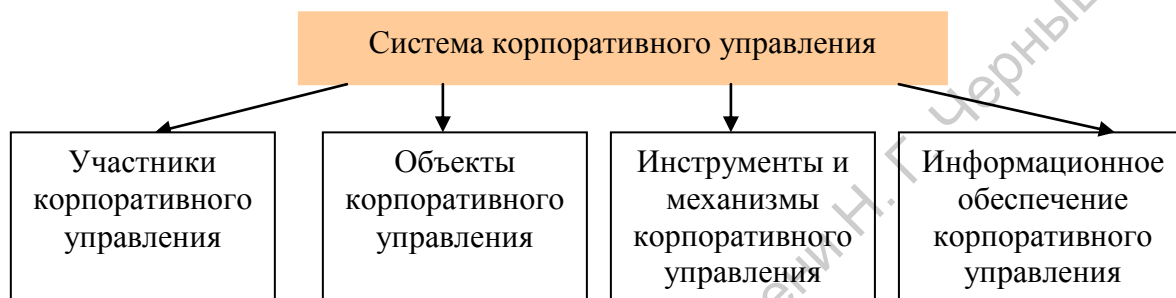 Система корпоративного управления
Участники
корпоративного
управления
Объекты
корпоративного
управления
Инструменты и
механизмы
корпоративного
управления
Информационное
обеспечение
корпоративного
управления
Н. Г.